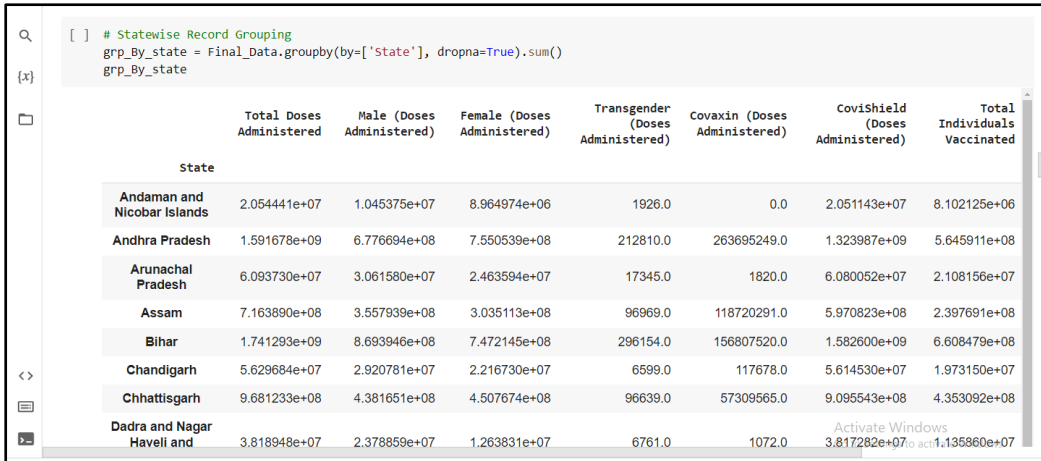 [ ] # Statewise Record Grouping
grp_By_state = Final_Data.groupby(by=['State'], dropna=True).sum()
grp_By_state
{x}
Total Doses Administered Male (Doses Administered) Female (Doses Administered) Transgender (Doses Administered) Covaxin (Doses Administered) CoviShield (Doses Administered) Total Individuals Vaccinated
State
Andaman and Nicobar Islands 2.054441e+07 1.045375e+07 8.964974e+06 1926.0 0.0 2.051143e+07 8.102125e+06
Andhra Pradesh 1.591678e+09 6.776694e+08 7.550539e+08 212810.0 263695249.0 1.323987e+09 5.645911e+08
Arunachal Pradesh 6.093730e+07 3.061580e+07 2.463594e+07 17345.0 1820.0 6.080052e+07 2.108156e+07
Assam 7.163890e+08 3.557939e+08 3.035113e+08 96969.0 118720291.0 5.970823e+08 2.397691e+08
Bihar 1.741293e+09 8.693946e+08 7.472145e+08 296154.0 156807520.0 1.582600e+09 6.608479e+08
Chandigarh 5.629684e+07 2.920781e+07 2.216730e+07 6599.0 117678.0 5.614530e+07 1.973150e+07
Chhattisgarh 9.681233e+08 4.381651e+08 4.507674e+08 96639.0 57309565.0 9.095543e+08 4.353092e+08
Dadra and Nagar Haveli and 3.818948e+07 2.378859e+07 1.263831e+07 6761.0 1072.0 3.817282e+07 1.135860e+07
Activate Windows